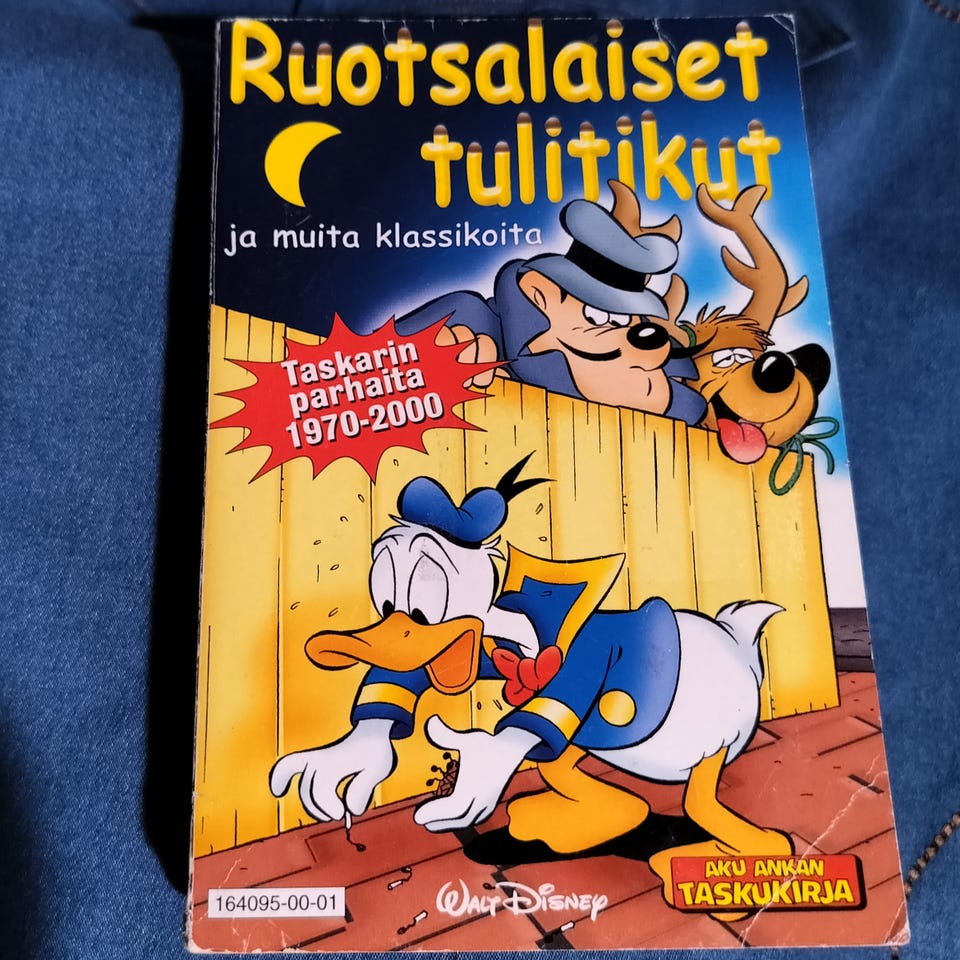 Ruotsalaiset
tulitikut
ja muita klassikoita
Taskarin
parhaita
1970-2000
164095-00-01
WALT DISNEY
AKU ANKAN
TASKUKIRJA